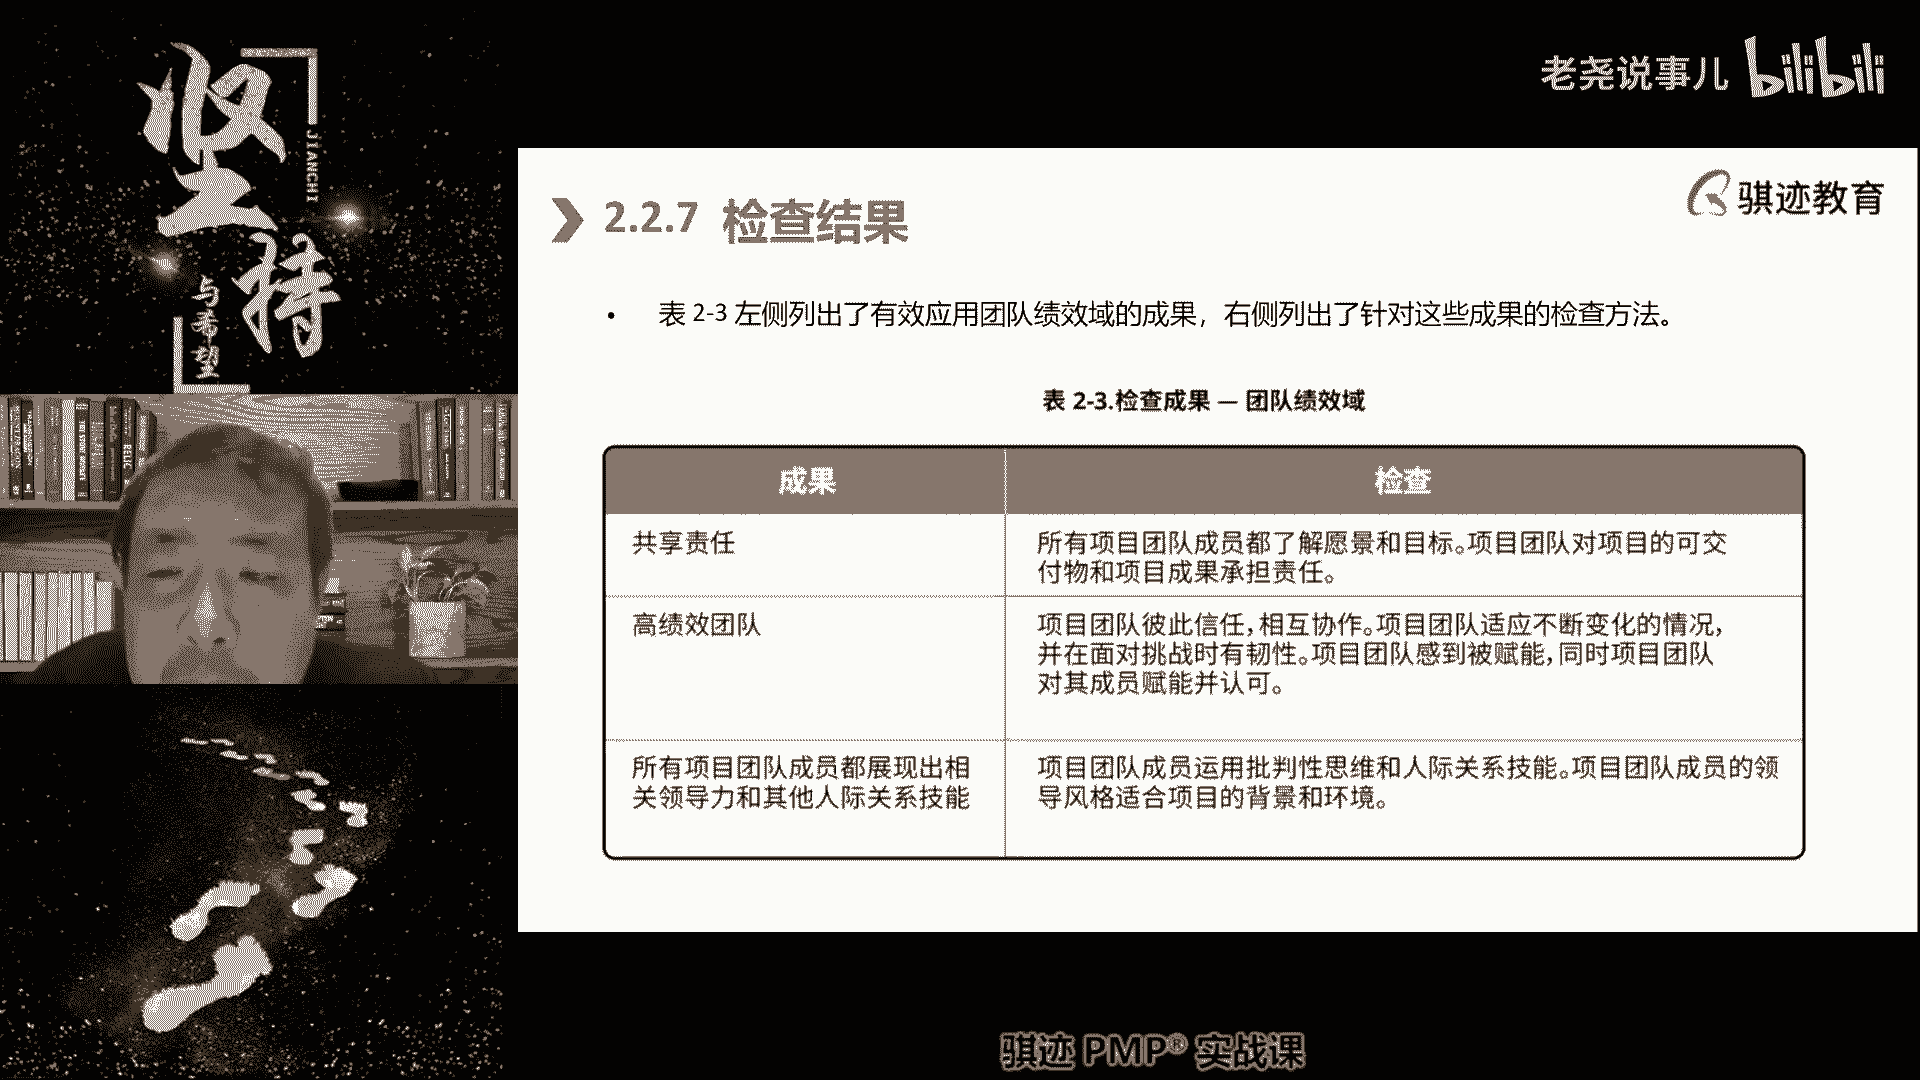 坚持
JIANCHI
与希望
老尧说事儿 bilibili
骐迹教育
2.2.7 检查结果
• 表 2-3 左侧列出了有效应用团队绩效域的成果，右侧列出了针对这些成果的检查方法。
表 2-3.检查成果 — 团队绩效域
成果
检查
共享责任
所有项目团队成员都了解愿景和目标。项目团队对项目的可交
付物和项目成果承担责任。
高绩效团队
项目团队彼此信任，相互协作。项目团队适应不断变化的情况，
并在面对挑战时有韧性。项目团队感到被赋能，同时项目团队
对其成员赋能并认可。
所有项目团队成员都展现出相
关领导力和其他人际关系技能
项目团队成员运用批判性思维和人际关系技能。项目团队成员的领
导风格适合项目的背景和环境。
骐迹 PMP® 实战课